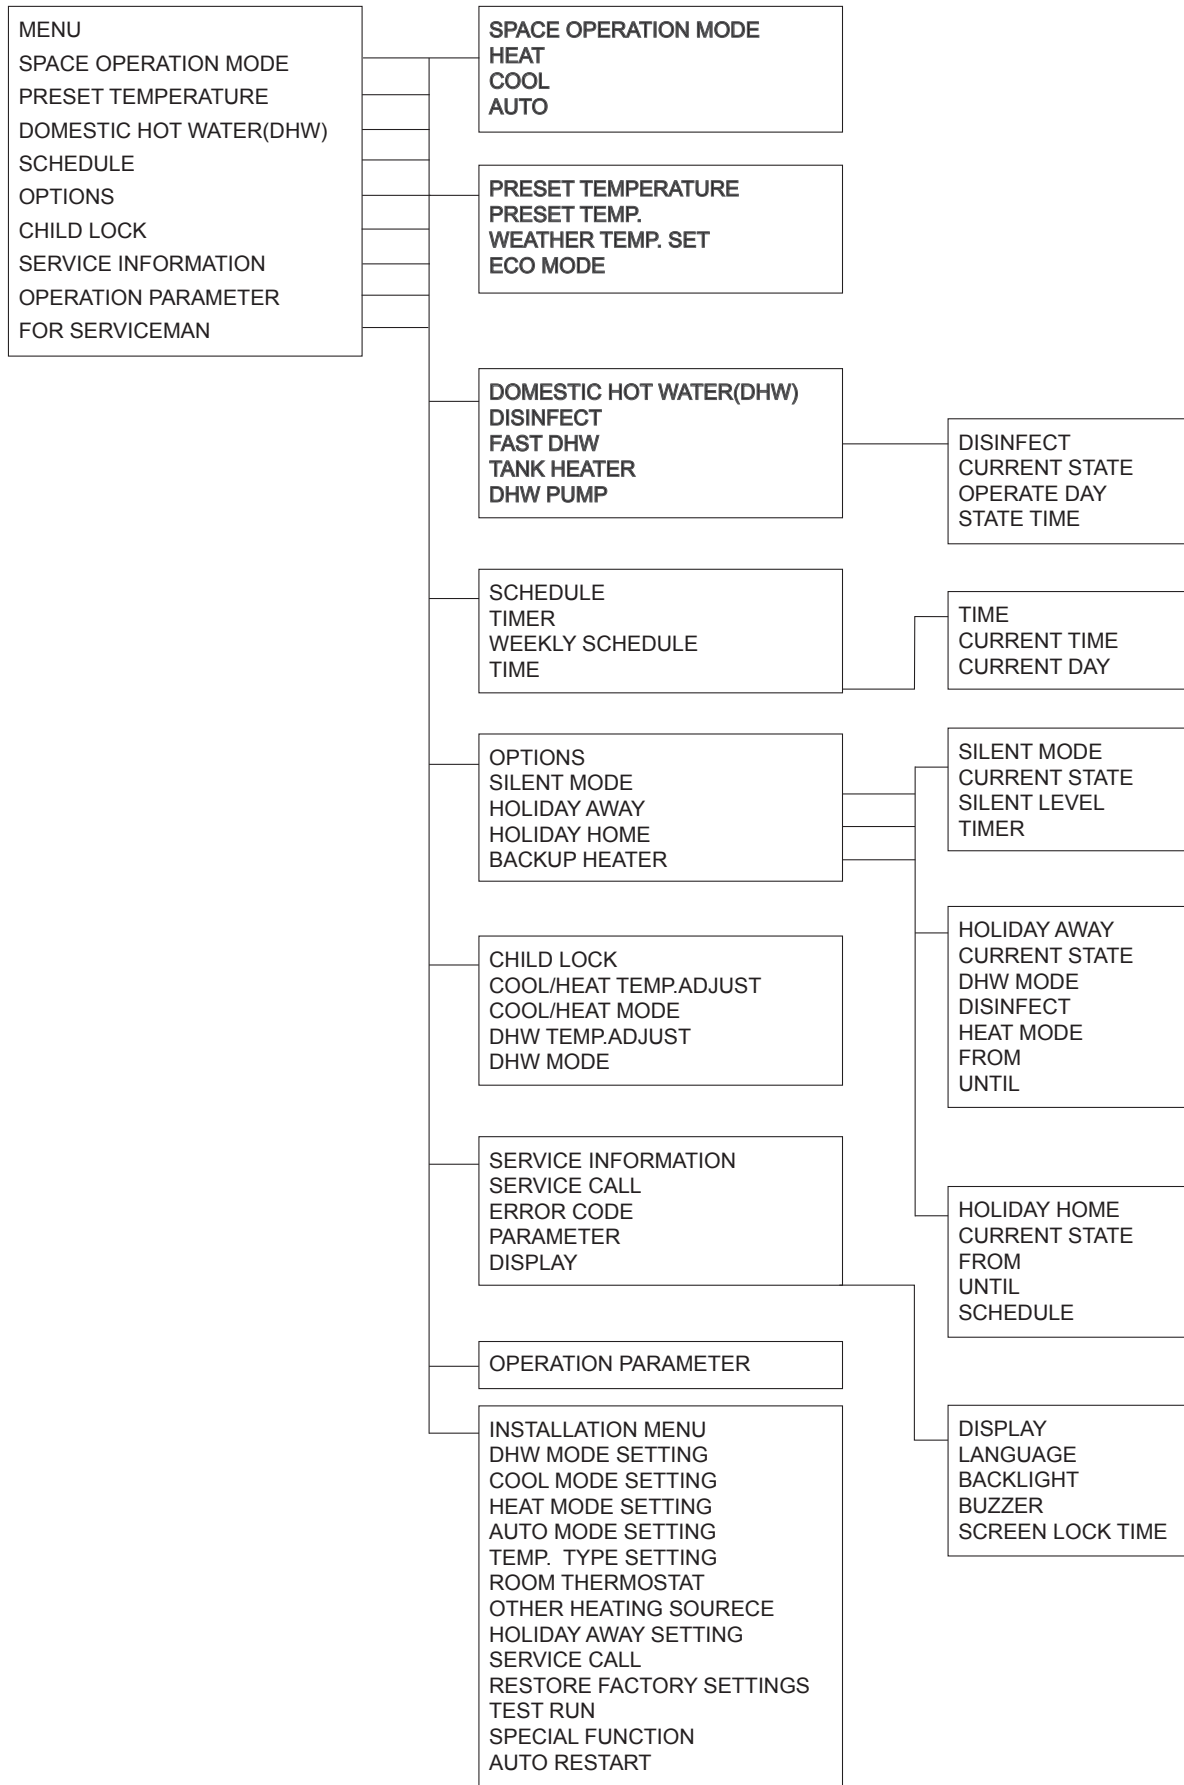 MENU
SPACE OPERATION MODE
PRESET TEMPERATURE
DOMESTIC HOT WATER(DHW)
SCHEDULE
OPTIONS
CHILD LOCK
SERVICE INFORMATION
OPERATION PARAMETER
FOR SERVICEMAN
SPACE OPERATION MODE
HEAT
COOL
AUTO
PRESET TEMPERATURE
PRESET TEMP.
WEATHER TEMP. SET
ECO MODE
DOMESTIC HOT WATER(DHW)
DISINFECT
FAST DHW
TANK HEATER
DHW PUMP
DISINFECT
CURRENT STATE
OPERATE DAY
STATE TIME
SCHEDULE
TIMER
WEEKLY SCHEDULE
TIME
TIME
CURRENT TIME
CURRENT DAY
OPTIONS
SILENT MODE
HOLIDAY AWAY
HOLIDAY HOME
BACKUP HEATER
SILENT MODE
CURRENT STATE
SILENT LEVEL
TIMER
HOLIDAY AWAY
CURRENT STATE
DHW MODE
DISINFECT
HEAT MODE
FROM
UNTIL
HOLIDAY HOME
CURRENT STATE
FROM
UNTIL
SCHEDULE
CHILD LOCK
COOL/HEAT TEMP.ADJUST
COOL/HEAT MODE
DHW TEMP.ADJUST
DHW MODE
SERVICE INFORMATION
SERVICE CALL
ERROR CODE
PARAMETER
DISPLAY
DISPLAY
LANGUAGE
BACKLIGHT
BUZZER
SCREEN LOCK TIME
OPERATION PARAMETER
INSTALLATION MENU
DHW MODE SETTING
COOL MODE SETTING
HEAT MODE SETTING
AUTO MODE SETTING
TEMP. TYPE SETTING
ROOM THERMOSTAT
OTHER HEATING SOURECE
HOLIDAY AWAY SETTING
SERVICE CALL
RESTORE FACTORY SETTINGS
TEST RUN
SPECIAL FUNCTION
AUTO RESTART